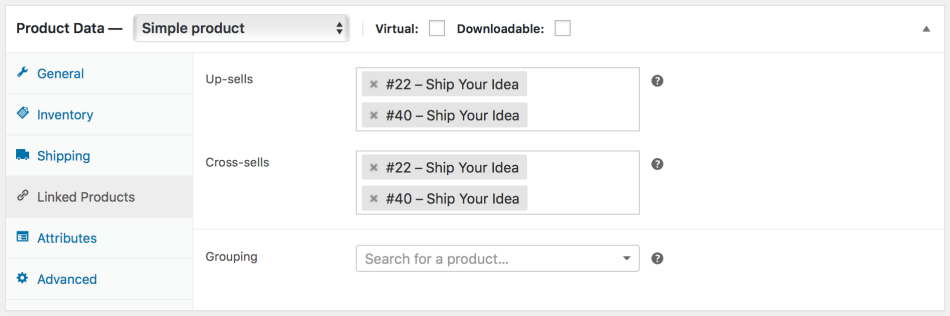 Product Data — Simple product Virtual: Downloadable:
General
Inventory
Shipping
Linked Products
Attributes
Advanced
Up-sells
× #22 – Ship Your Idea
× #40 – Ship Your Idea
?
Cross-sells
× #22 – Ship Your Idea
× #40 – Ship Your Idea
?
Grouping
Search for a product...
?